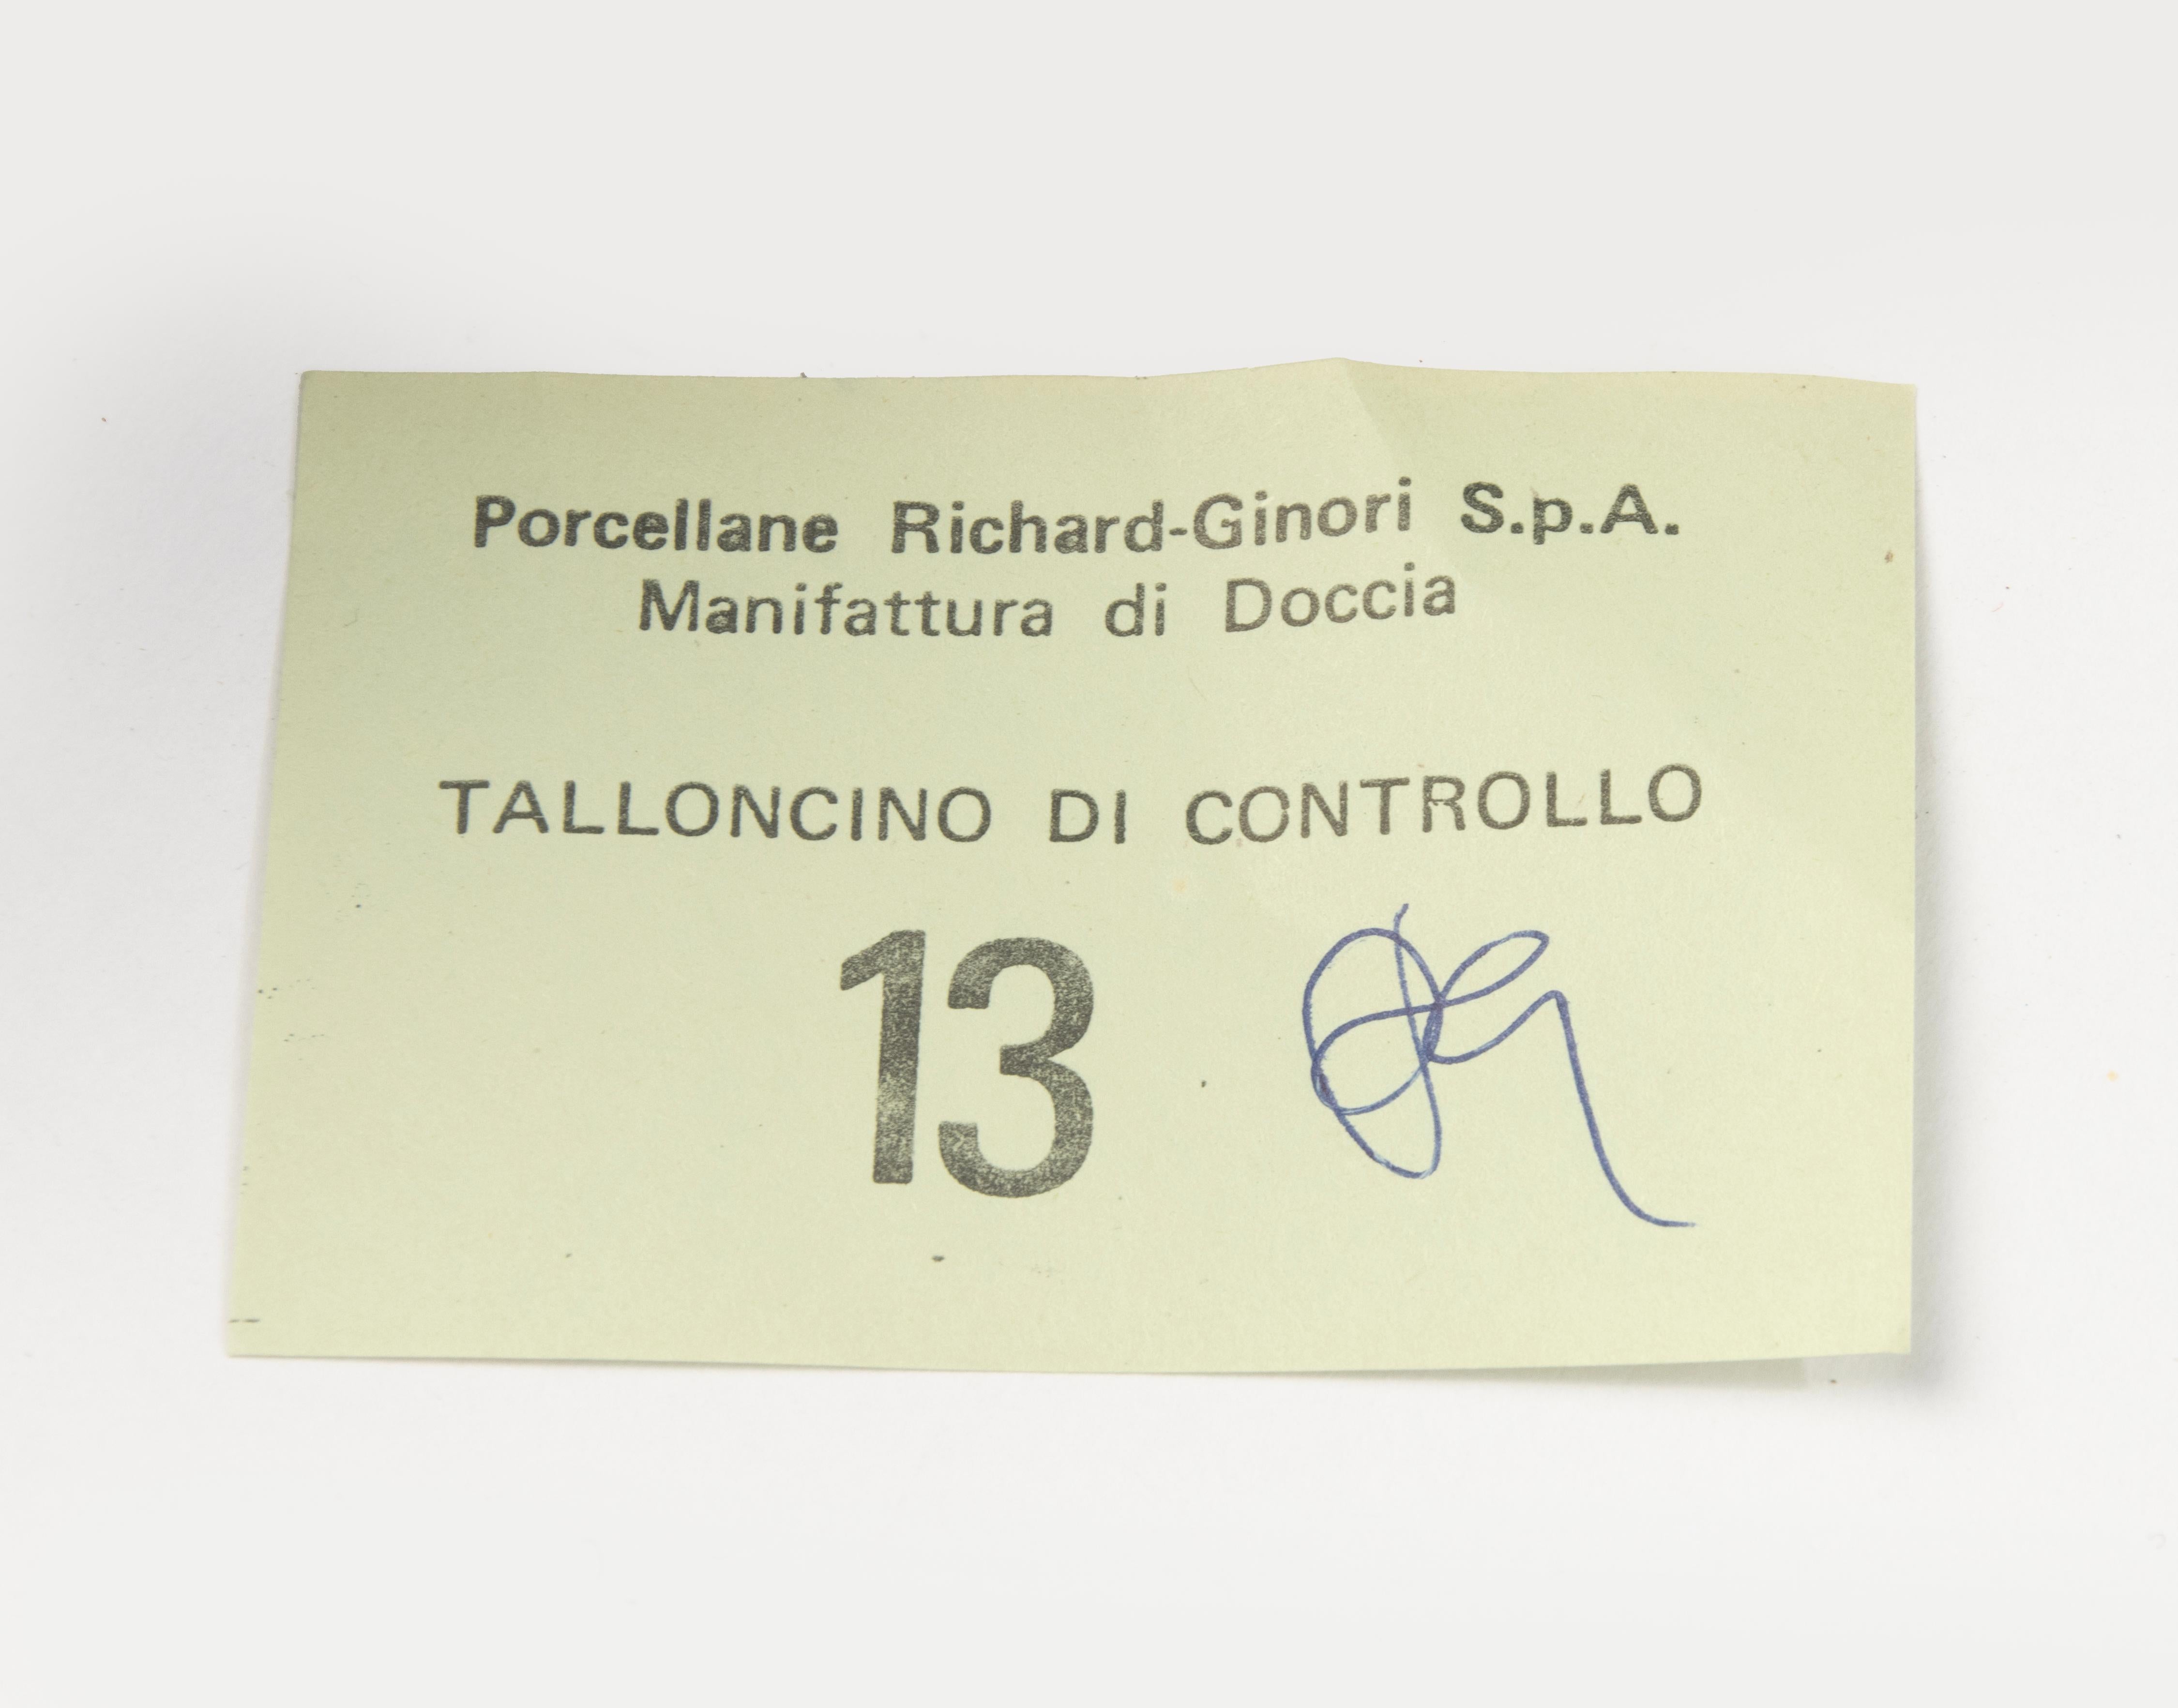 Porcellane Richard-Ginori S.p.A.
Manifattura di Doccia
TALLONCINO DI CONTROLLO
13